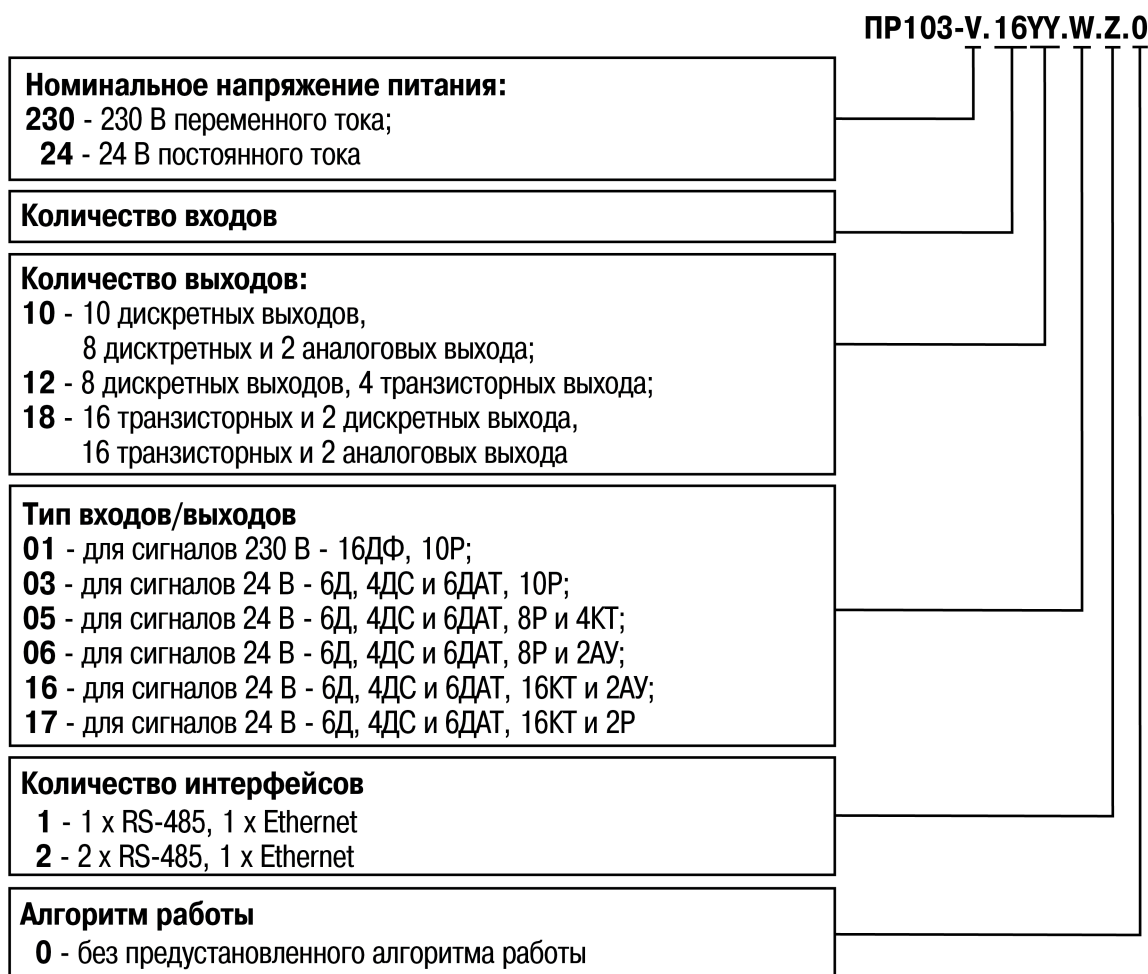 ПР103-V.16YY.W.Z.0
Номинальное напряжение питания:
230 - 230 В переменного тока;
24 - 24 В постоянного тока
Количество входов
Количество выходов:
10 - 10 дискретных выходов,
8 дисктретных и 2 аналоговых выхода;
12 - 8 дискретных выходов, 4 транзисторных выхода;
18 - 16 транзисторных и 2 дискретных выхода,
16 транзисторных и 2 аналоговых выхода
Тип входов/выходов
01 - для сигналов 230 В - 16ДФ, 10Р;
03 - для сигналов 24 В - 6Д, 4ДС и 6ДАТ, 10Р;
05 - для сигналов 24 В - 6Д, 4ДС и 6ДАТ, 8Р и 4КТ;
06 - для сигналов 24 В - 6Д, 4ДС и 6ДАТ, 8Р и 2АУ;
16 - для сигналов 24 В - 6Д, 4ДС и 6ДАТ, 16КТ и 2АУ;
17 - для сигналов 24 В - 6Д, 4ДС и 6ДАТ, 16КТ и 2Р
Количество интерфейсов
1 - 1 x RS-485, 1 x Ethernet
2 - 2 x RS-485, 1 x Ethernet
Алгоритм работы
0 - без предустановленного алгоритма работы